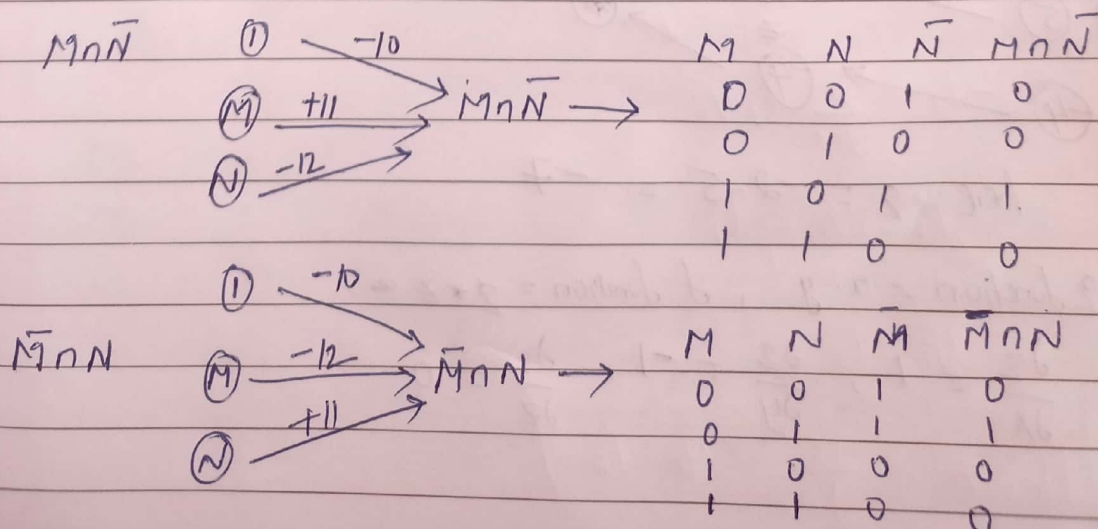 M∩N̅ ① -10 M N N̅ M∩N̅
Ⓜ +11 M∩N̅ → 0 0 1 0
Ⓝ -12 0 1 0 0
1 0 1 1
1 1 0 0
① -10
M̅∩N Ⓜ -12 M̅∩N → M N M̅ M̅∩N
Ⓝ +11 0 0 1 0
0 1 1 1
1 0 0 0
1 1 0 0